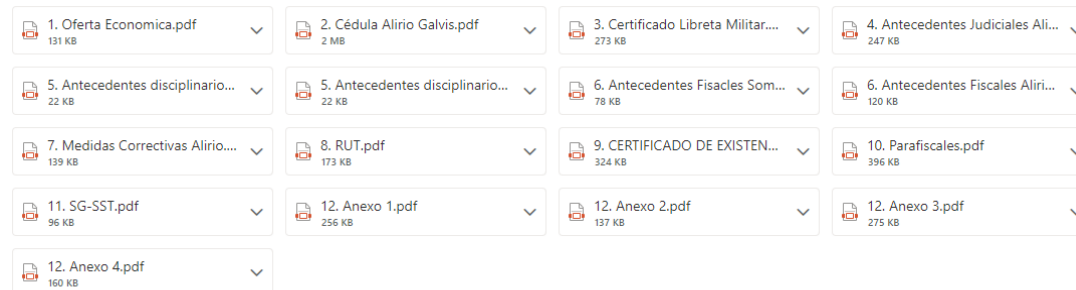 1. Oferta Economica.pdf
131 KB
2. Cédula Alirio Galvis.pdf
2 MB
3. Certificado Libreta Militar....
273 KB
4. Antecedentes Judiciales Ali...
247 KB
5. Antecedentes disciplinario...
22 KB
5. Antecedentes disciplinario...
22 KB
6. Antecedentes Fisacles Som...
78 KB
6. Antecedentes Fiscales Aliri...
120 KB
7. Medidas Correctivas Alirio....
139 KB
8. RUT.pdf
173 KB
9. CERTIFICADO DE EXISTEN...
324 KB
10. Parafiscales.pdf
396 KB
11. SG-SST.pdf
96 KB
12. Anexo 1.pdf
256 KB
12. Anexo 2.pdf
137 KB
12. Anexo 3.pdf
275 KB
12. Anexo 4.pdf
160 KB